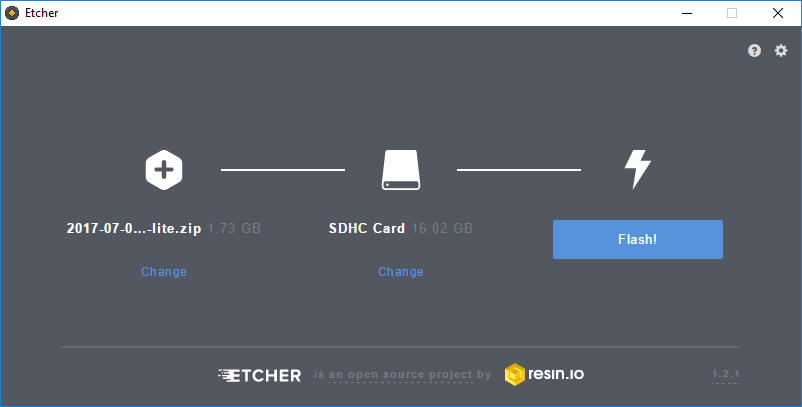 Etcher
2017-07-0...-lite.zip 1.73 GB
SDHC Card 16.02 GB
Flash!
Change
Change
ETCHER is an open source project by resin.io
1.2.1